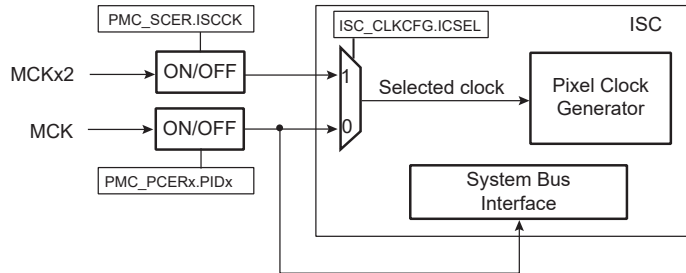 PMC_SCER.ISCCK
ISC_CLKCFG.ICSEL
ISC
MCKx2
ON/OFF
1
Selected clock
Pixel Clock
Generator
MCK
ON/OFF
0
PMC_PCERx.PIDx
System Bus
Interface